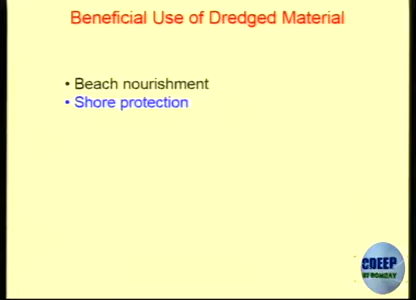 Beneficial Use of Dredged Material
• Beach nourishment
• Shore protection
CDEEP
IIT BOMBAY